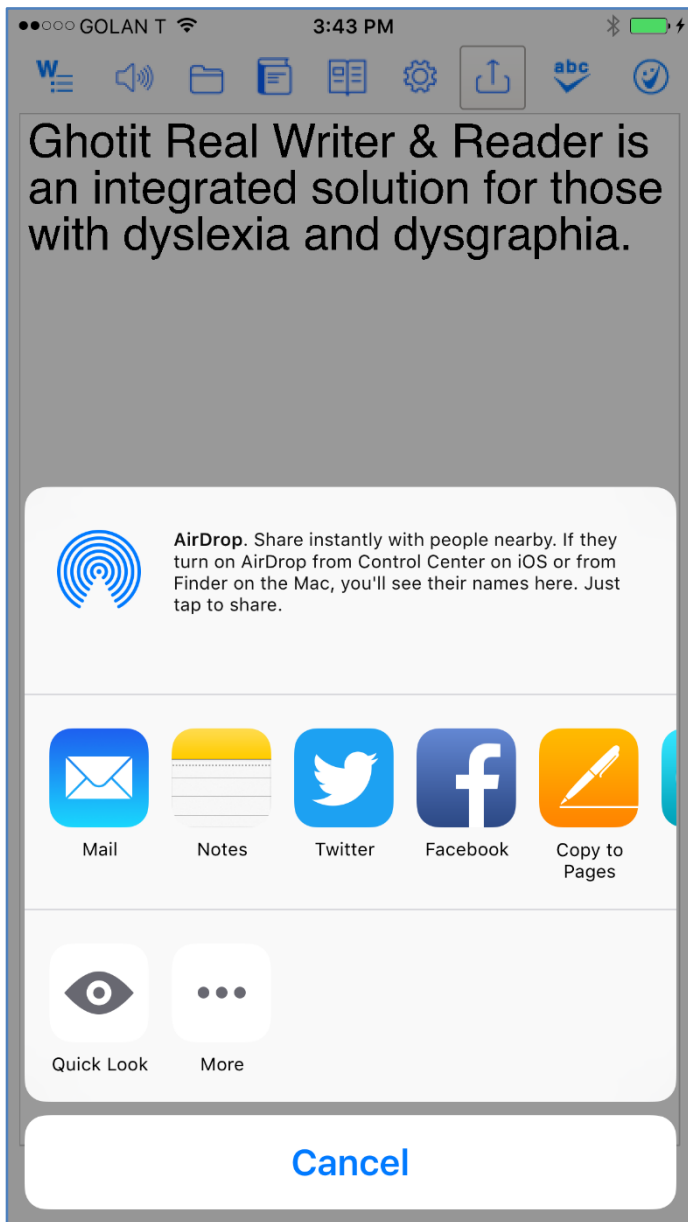 GOLAN T 3:43 PM
W abc
Ghotit Real Writer & Reader is
an integrated solution for those
with dyslexia and dysgraphia.
AirDrop. Share instantly with people nearby. If they
turn on AirDrop from Control Center on iOS or from
Finder on the Mac, you'll see their names here. Just
tap to share.
Mail Notes Twitter Facebook Copy to
Pages
Quick Look More
Cancel